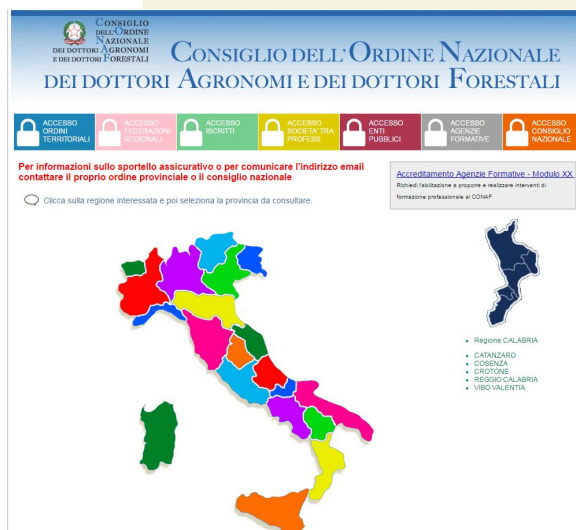 CONSIGLIO
DELL'ORDINE
NAZIONALE
DEI DOTTORI AGRONOMI
E DEI DOTTORI FORESTALI
CONSIGLIO DELL'ORDINE NAZIONALE
DEI DOTTORI AGRONOMI E DEI DOTTORI FORESTALI
ACCESSO
ORDINI
TERRITORIALI
ACCESSO
FEDERAZIONI
REGIONALI
ACCESSO
ISCRITTI
ACCESSO
SOCIETA' TRA
PROFESS.
ACCESSO
ENTI
PUBBLICI
ACCESSO
AGENZIE
FORMATIVE
ACCESSO
CONSIGLIO
NAZIONALE
Per informazioni sullo sportello assicurativo o per comunicare l'indirizzo email
contattare il proprio ordine provinciale o il consiglio nazionale
Clicca sulla regione interessata e poi seleziona la provincia da consultare.
Accreditamento Agenzie Formative - Modulo XX
Richiedi l'abilitazione a proporre e realizzare interventi di
formazione professionale al CONAF
Regione CALABRIA
CATANZARO
COSENZA
CROTONE
REGGIO CALABRIA
VIBO VALENTIA